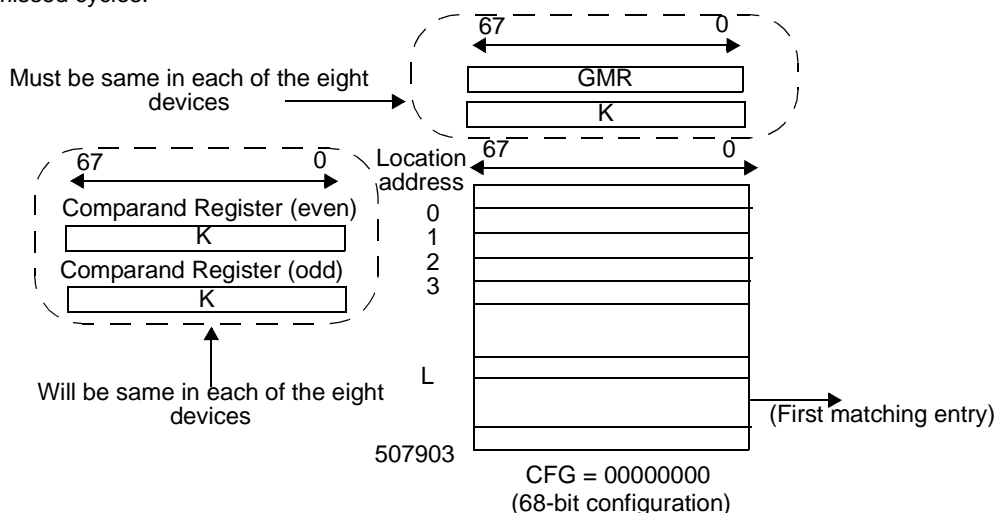 missed cycles.
67 0
Must be same in each of the eight
devices
GMR
K
67 0
Comparand Register (even)
K
Comparand Register (odd)
K
Will be same in each of the eight
devices
Location
address
67 0
0
1
2
3
L
507903
(First matching entry)
CFG = 00000000
(68-bit configuration)